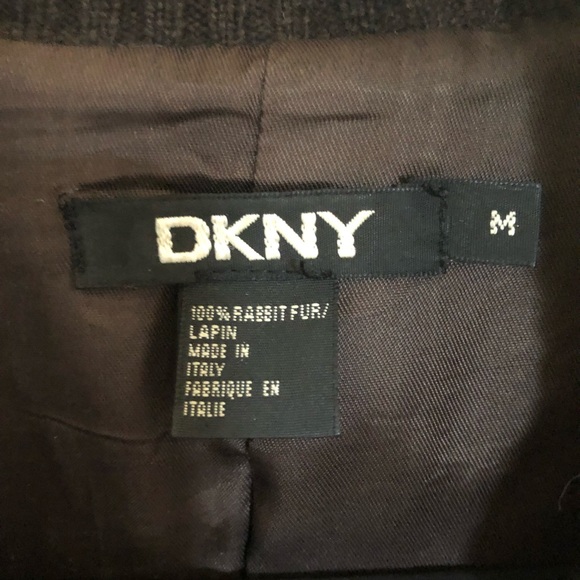 DKNY
M
100% RABBIT FUR/
LAPIN
MADE IN
ITALY
FABRIQUE EN
ITALIE